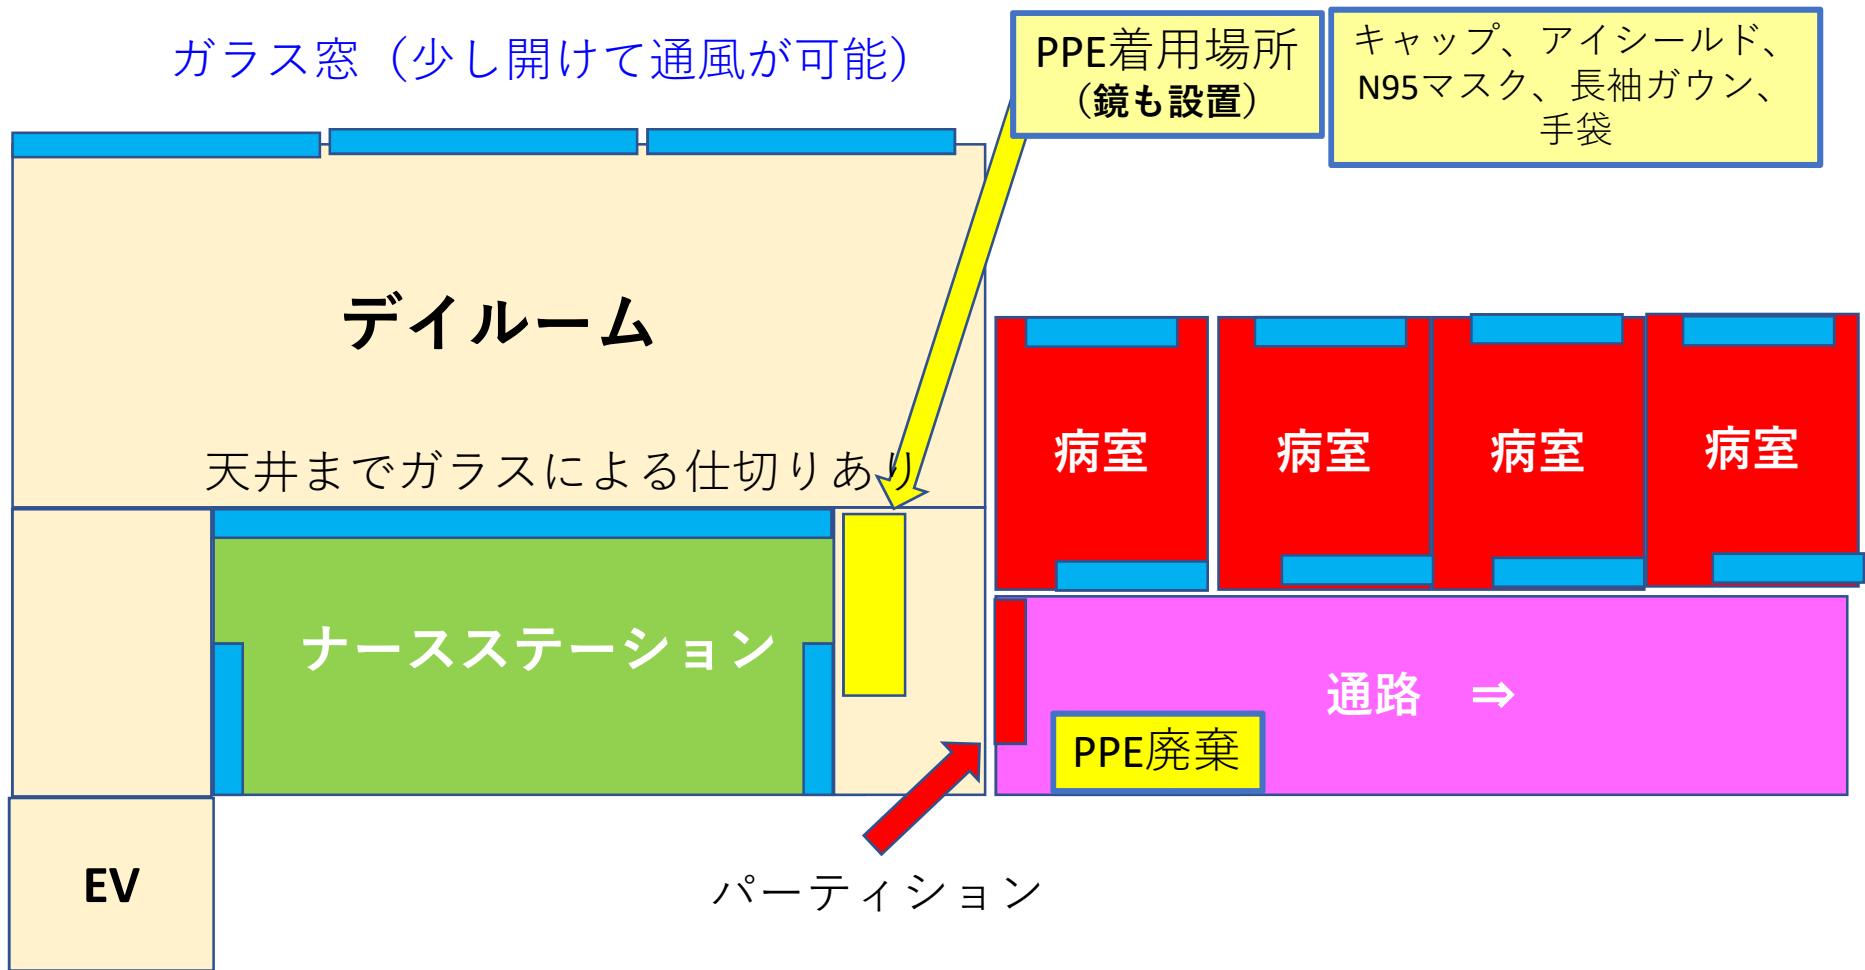 ガラス窓（少し開けて通風が可能）
PPE着用場所
（鏡も設置）
キャップ、アイシールド、
N95マスク、長袖ガウン、
手袋
デイルーム
天井までガラスによる仕切りあり
病室
病室
病室
病室
ナースステーション
通路　⇒
PPE廃棄
EV
パーティション